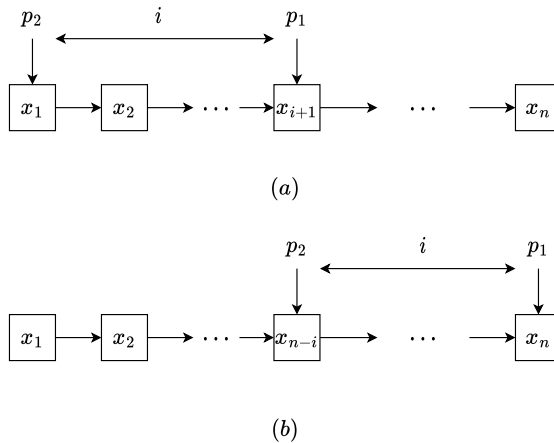 p₂ i p₁
x₁ x₂ ··· xᵢ₊₁ ··· xₙ
(a)
p₂ i p₁
x₁ x₂ ··· xₙ₋ᵢ ··· xₙ
(b)